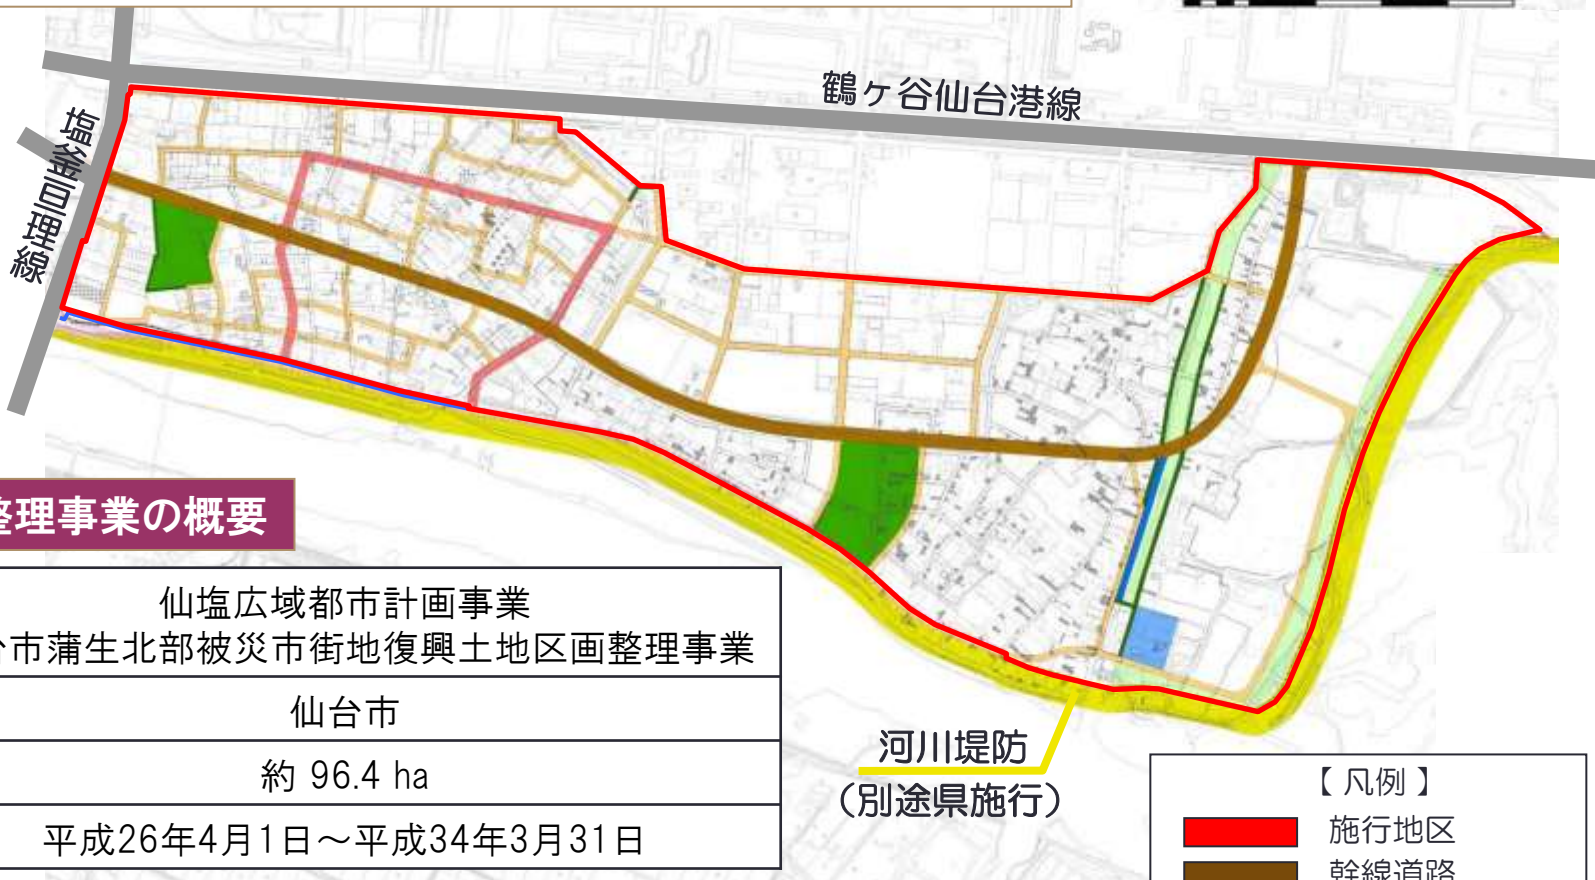 鶴ヶ谷仙台港線
塩釜亘理線
整理事業の概要
仙塩広域都市計画事業
台市蒲生北部被災市街地復興土地区画整理事業
仙台市
約 96.4 ha
平成26年4月1日～平成34年3月31日
河川堤防
（別途県施行）
【 凡例 】
施行地区
幹線道路